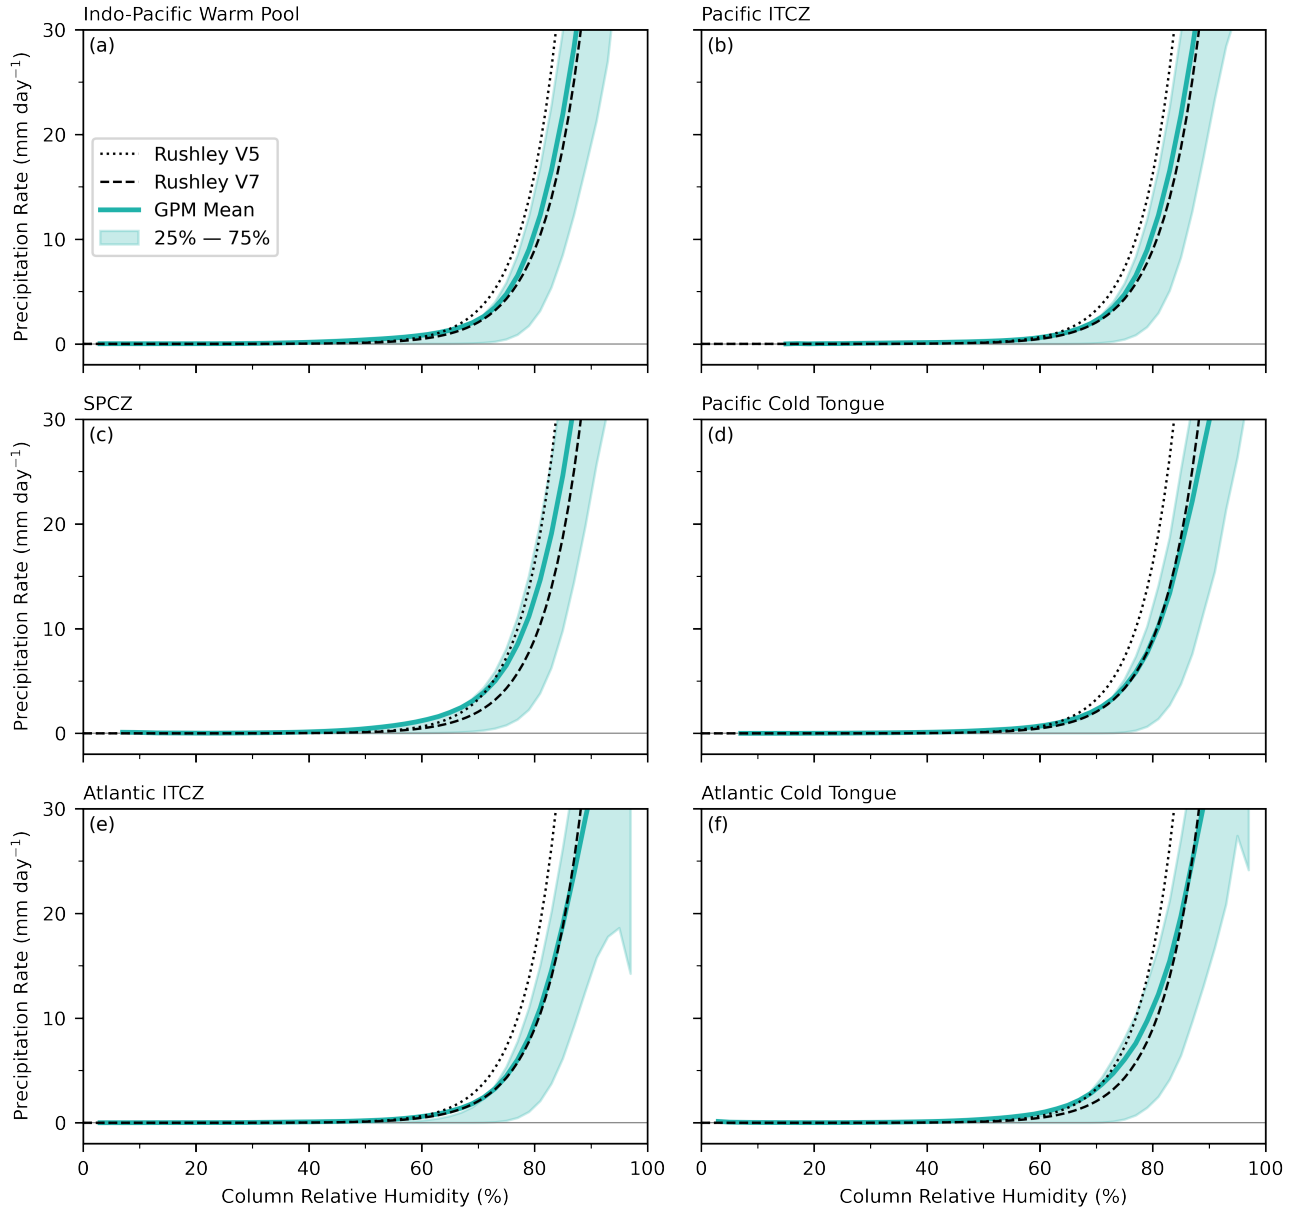 Indo-Pacific Warm Pool
(a)
Precipitation Rate (mm day⁻¹)
30
20
10
0
Rushley V5
Rushley V7
GPM Mean
25% — 75%
Pacific ITCZ
(b)
SPCZ
(c)
Precipitation Rate (mm day⁻¹)
30
20
10
0
Pacific Cold Tongue
(d)
Atlantic ITCZ
(e)
Precipitation Rate (mm day⁻¹)
30
20
10
0
0 20 40 60 80 100
Column Relative Humidity (%)
Atlantic Cold Tongue
(f)
0 20 40 60 80 100
Column Relative Humidity (%)